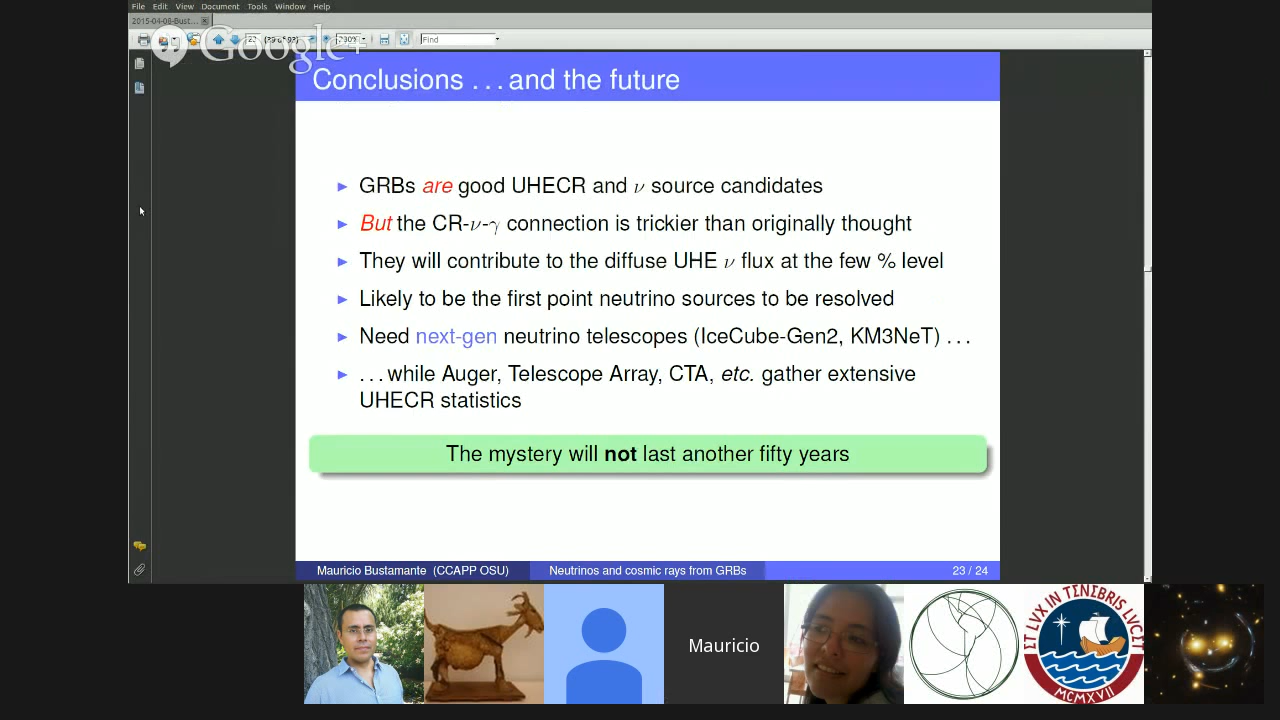 File Edit View Document Tools Window Help
2015-04-08-Bust...
Google+
Find
Conclusions . . . and the future
► GRBs are good UHECR and ν source candidates
► But the CR-ν-γ connection is trickier than originally thought
► They will contribute to the diffuse UHE ν flux at the few % level
► Likely to be the first point neutrino sources to be resolved
► Need next-gen neutrino telescopes (IceCube-Gen2, KM3NeT) . . .
► . . . while Auger, Telescope Array, CTA, etc. gather extensive
UHECR statistics
The mystery will not last another fifty years
Mauricio Bustamante (CCAPP OSU) Neutrinos and cosmic rays from GRBs 23 / 24
Mauricio
ET LVX IN TENEBRIS LVCET
MCMXVII